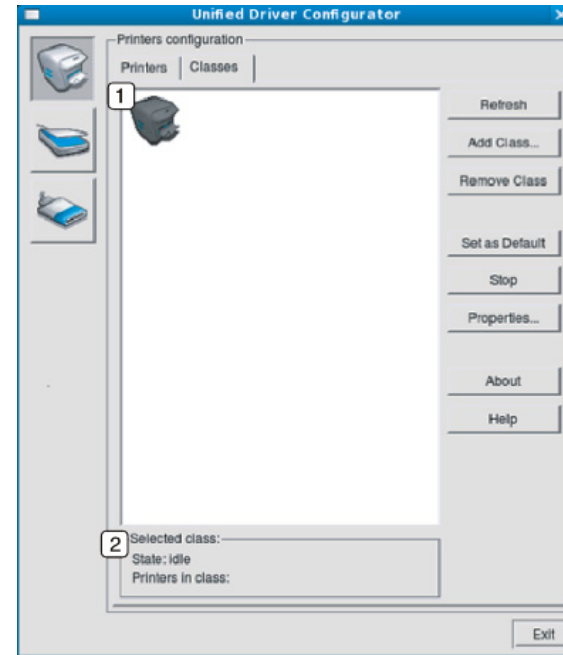 Unified Driver Configurator
Printers configuration
Printers Classes
1
Refresh
Add Class...
Remove Class
Set as Default
Stop
Properties...
About
Help
2
Selected class:
State: idle
Printers in class:
Exit